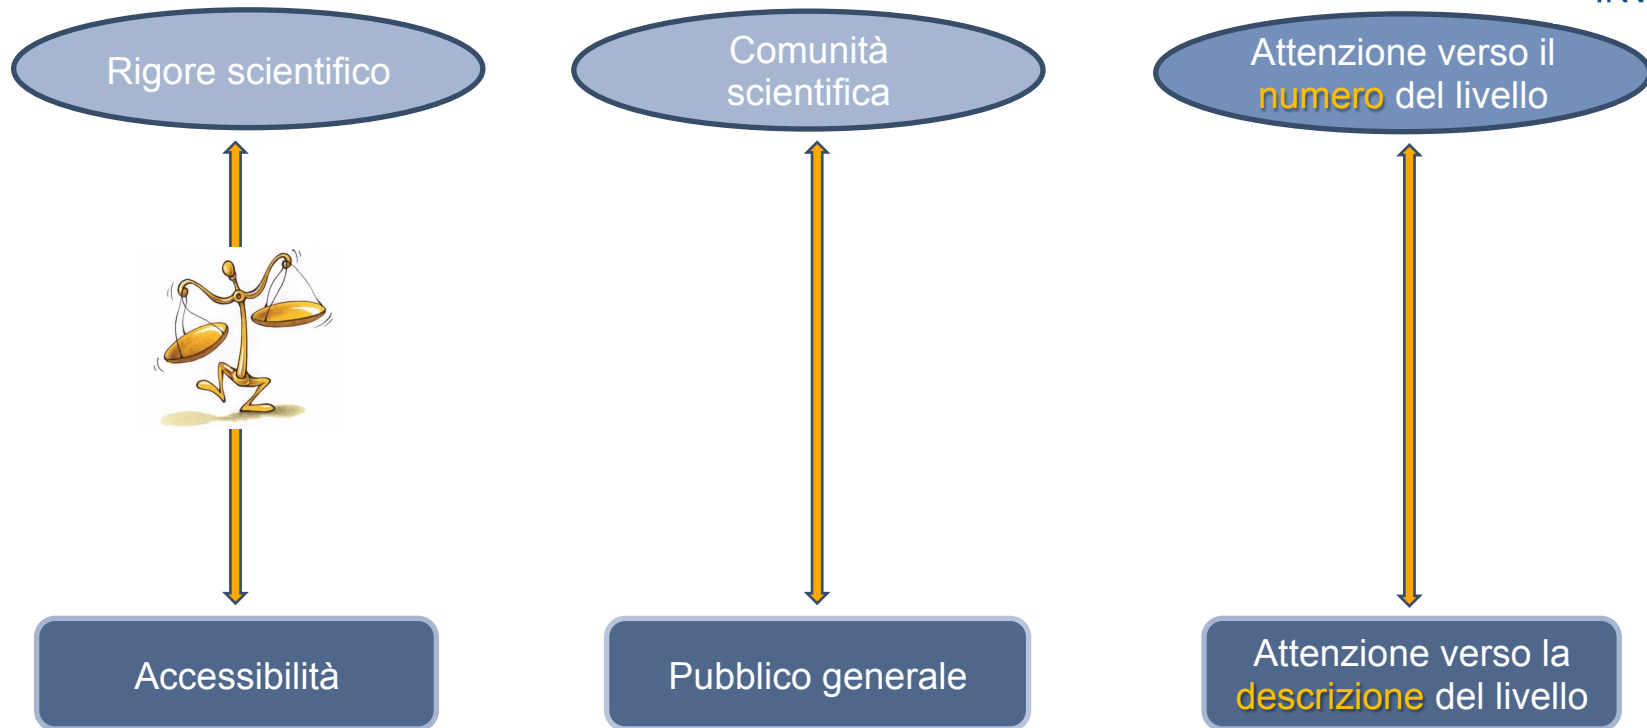 Rigore scientifico
Comunità
scientifica
Attenzione verso il
numero del livello
Accessibilità
Pubblico generale
Attenzione verso la
descrizione del livello